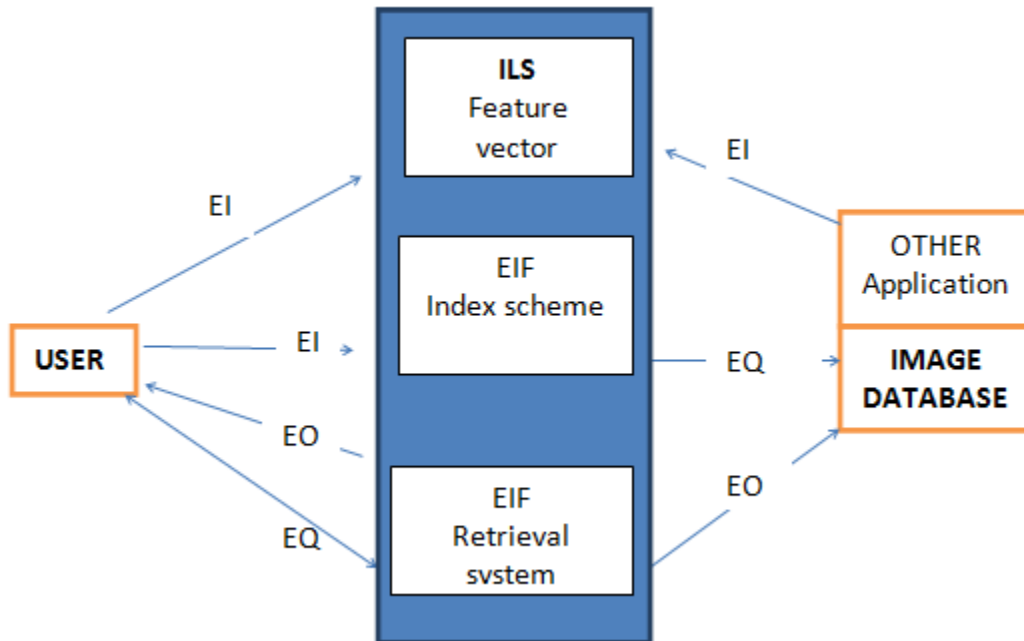 ILS
Feature
vector
EI
EI
OTHER
Application
EIF
Index scheme
USER
EI
EQ
IMAGE
DATABASE
EO
EO
EIF
Retrieval
system
EQ